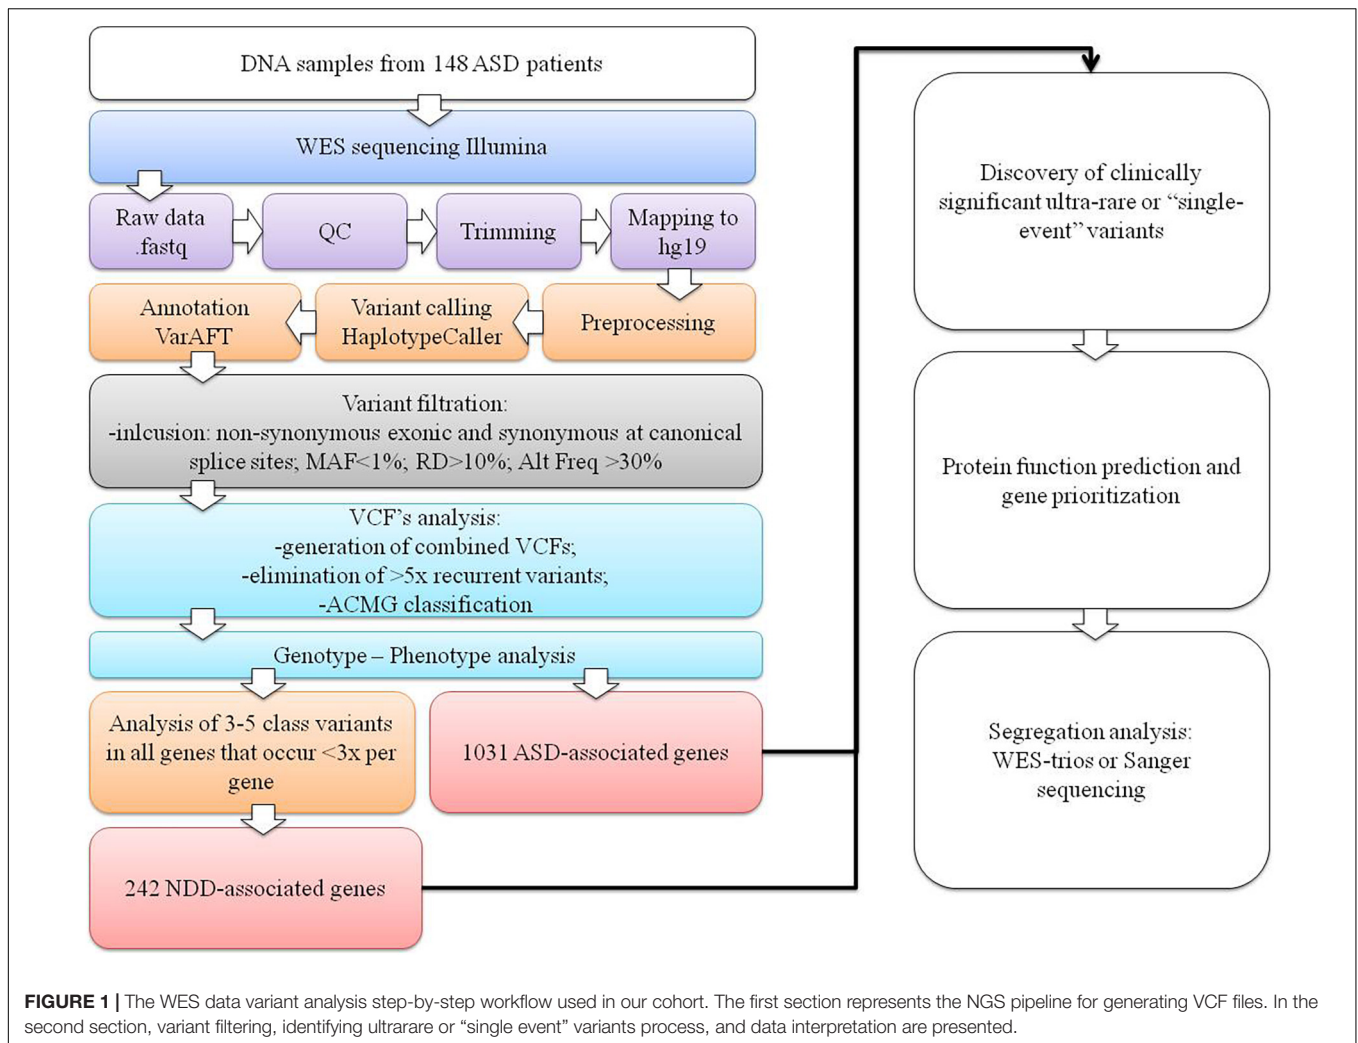 DNA samples from 148 ASD patients
WES sequencing Illumina
Raw data
.fastq
QC
Trimming
Mapping to
hg19
Annotation
VarAFT
Variant calling
HaplotypeCaller
Preprocessing
Variant filtration:
-inlcusion: non-synonymous exonic and synonymous at canonical
splice sites; MAF<1%; RD>10%; Alt Freq >30%
VCF's analysis:
-generation of combined VCFs;
-elimination of >5x recurrent variants;
-ACMG classification
Genotype – Phenotype analysis
Analysis of 3-5 class variants
in all genes that occur <3x per
gene
1031 ASD-associated genes
242 NDD-associated genes
Discovery of clinically
significant ultra-rare or “single-
event” variants
Protein function prediction and
gene prioritization
Segregation analysis:
WES-trios or Sanger
sequencing
FIGURE 1 | The WES data variant analysis step-by-step workflow used in our cohort. The first section represents the NGS pipeline for generating VCF files. In the
second section, variant filtering, identifying ultrarare or “single event” variants process, and data interpretation are presented.